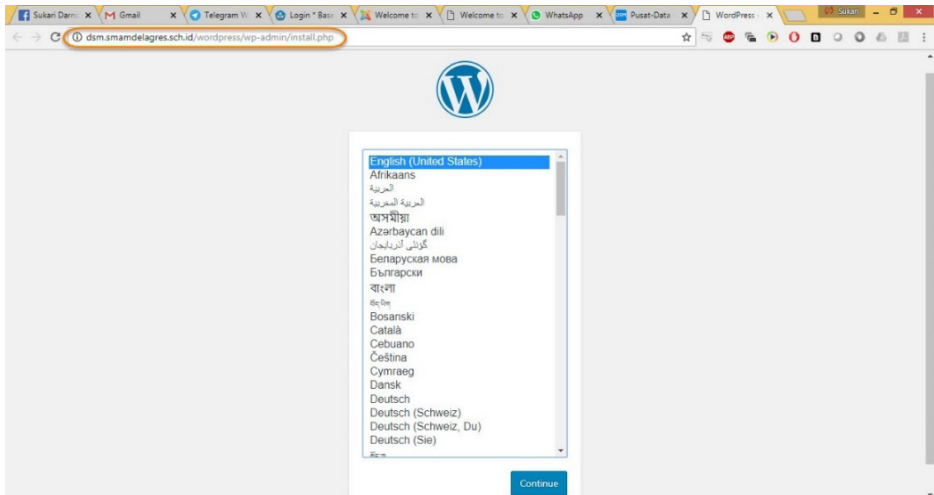 Sukari Darno
Gmail
Telegram W
Login * Base
Welcome to
Welcome to
WhatsApp
Pusat-Data
WordPress
Sukari
dsm.smamdelagres.sch.id/wordpress/wp-admin/install.php
English (United States)
Afrikaans
العربية
العربية المغربية
অসমীয়া
Azərbaycan dili
گؤنئی آذربایجان
Беларуская мова
Български
বাংলা
Bosanski
Català
Cebuano
Čeština
Cymraeg
Dansk
Deutsch
Deutsch (Schweiz)
Deutsch (Schweiz, Du)
Deutsch (Sie)
Continue